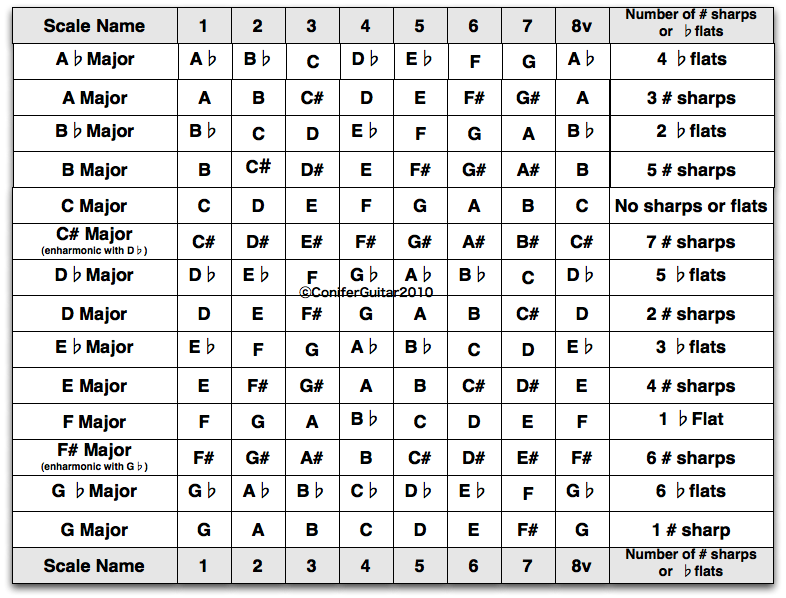 Scale Name 1 2 3 4 5 6 7 8v Number of # sharps
or ♭flats
A♭Major A♭ B♭ C D♭ E♭ F G A♭ 4 ♭flats
A Major A B C# D E F# G# A 3 # sharps
B♭Major B♭ C D E♭ F G A B♭ 2 ♭flats
B Major B C# D# E F# G# A# B 5 # sharps
C Major C D E F G A B C No sharps or flats
C# Major
(enharmonic with D♭) C# D# E# F# G# A# B# C# 7 # sharps
D♭Major D♭ E♭ F G♭ A♭ B♭ C D♭ 5 ♭flats
©ConiferGuitar2010
D Major D E F# G A B C# D 2 # sharps
E♭Major E♭ F G A♭ B♭ C D E♭ 3 ♭flats
E Major E F# G# A B C# D# E 4 # sharps
F Major F G A B♭ C D E F 1 ♭Flat
F# Major
(enharmonic with G♭) F# G# A# B C# D# E# F# 6 # sharps
G ♭Major G♭ A♭ B♭ C♭ D♭ E♭ F G♭ 6 ♭flats
G Major G A B C D E F# G 1 # sharp
Scale Name 1 2 3 4 5 6 7 8v Number of # sharps
or ♭flats